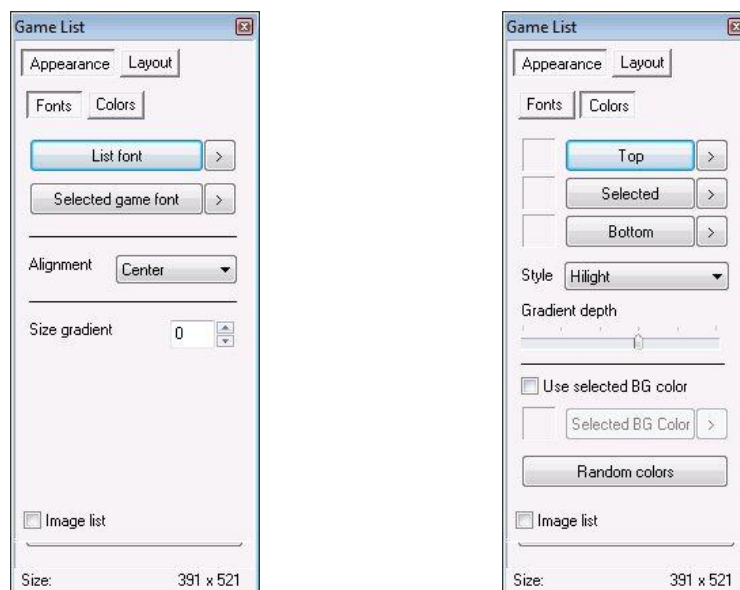 Game List
Appearance Layout
Fonts Colors
List font >
Selected game font >
Alignment Center
Size gradient 0
Image list
Size: 391 x 521
Game List
Appearance Layout
Fonts Colors
Top >
Selected >
Bottom >
Style Hilight
Gradient depth
Use selected BG color
Selected BG Color >
Random colors
Image list
Size: 391 x 521